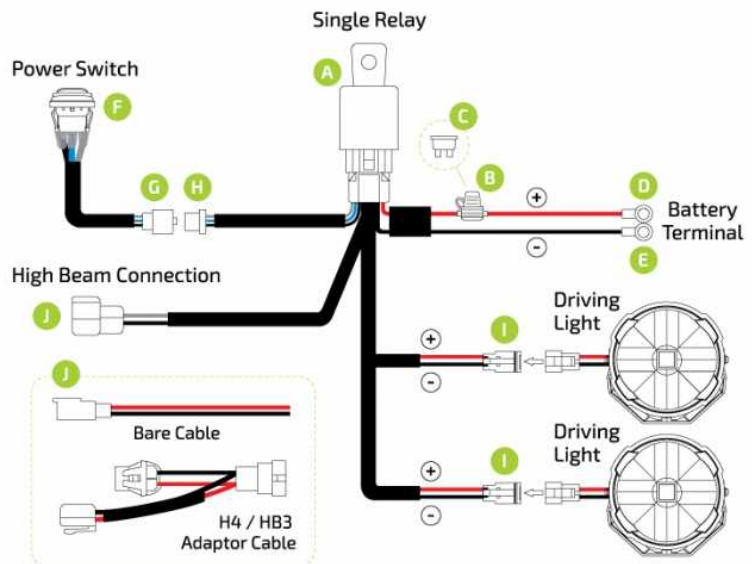 Single Relay
Power Switch
A
F
C
G
H
B
D
+
Battery
Terminal
-
E
High Beam Connection
J
Driving
Light
+
I
-
J
Bare Cable
Driving
Light
+
I
-
H4 / HB3
Adaptor Cable